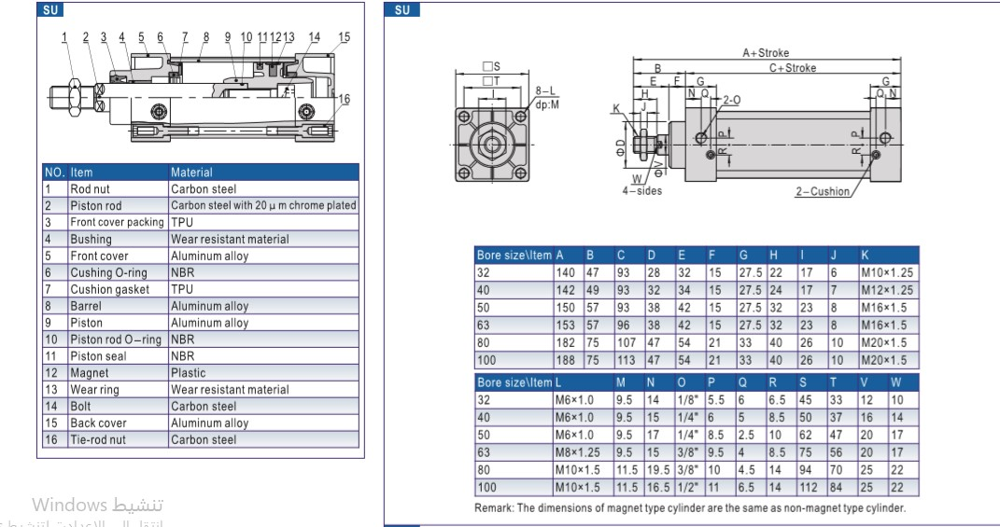 SU
1 2 3 4 5 6 7 8 9 10 11 12 13 14 15
16
NO. Item Material
1 Rod nut Carbon steel
2 Piston rod Carbon steel with 20 μ m chrome plated
3 Front cover packing TPU
4 Bushing Wear resistant material
5 Front cover Aluminum alloy
6 Cushing O-ring NBR
7 Cushion gasket TPU
8 Barrel Aluminum alloy
9 Piston Aluminum alloy
10 Piston rod O-ring NBR
11 Piston seal NBR
12 Magnet Plastic
13 Wear ring Wear resistant material
14 Bolt Carbon steel
15 Back cover Aluminum alloy
16 Tie-rod nut Carbon steel
SU
□S
□T
I
8-L
dp:M
A+Stroke
B C+Stroke
E F G G
H N Q 2-O Q N
J
K
ΦD
P P
R R
W ΦV
4-sides
2-Cushion
Bore size\Item A B C D E F G H I J K
32 140 47 93 28 32 15 27.5 22 17 6 M10×1.25
40 142 49 93 32 34 15 27.5 24 17 7 M12×1.25
50 150 57 93 38 42 15 27.5 32 23 8 M16×1.5
63 153 57 96 38 42 15 27.5 32 23 8 M16×1.5
80 182 75 107 47 54 21 33 40 26 10 M20×1.5
100 188 75 113 47 54 21 33 40 26 10 M20×1.5
Bore size\Item L M N O P Q R S T V W
32 M6×1.0 9.5 14 1/8" 5.5 6 6.5 45 33 12 10
40 M6×1.0 9.5 15 1/4" 6 5 8.5 50 37 16 14
50 M6×1.0 9.5 17 1/4" 8.5 2.5 10 62 47 20 17
63 M8×1.25 9.5 15 3/8" 9.5 4 8.5 75 56 20 17
80 M10×1.5 11.5 19.5 3/8" 10 4.5 14 94 70 25 22
100 M10×1.5 11.5 16.5 1/2" 11 6.5 14 112 84 25 22
Remark: The dimensions of magnet type cylinder are the same as non-magnet type cylinder.
تنشيط Windows